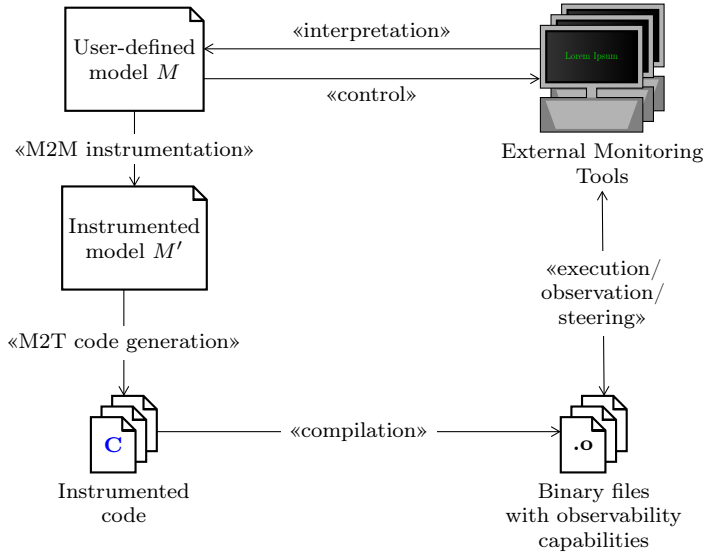 User-defined
model M
«interpretation»
«control»
Lorem Ipsum
External Monitoring
Tools
«M2M instrumentation»
Instrumented
model M′
«execution/
observation/
steering»
«M2T code generation»
C
Instrumented
code
«compilation»
.o
Binary files
with observability
capabilities